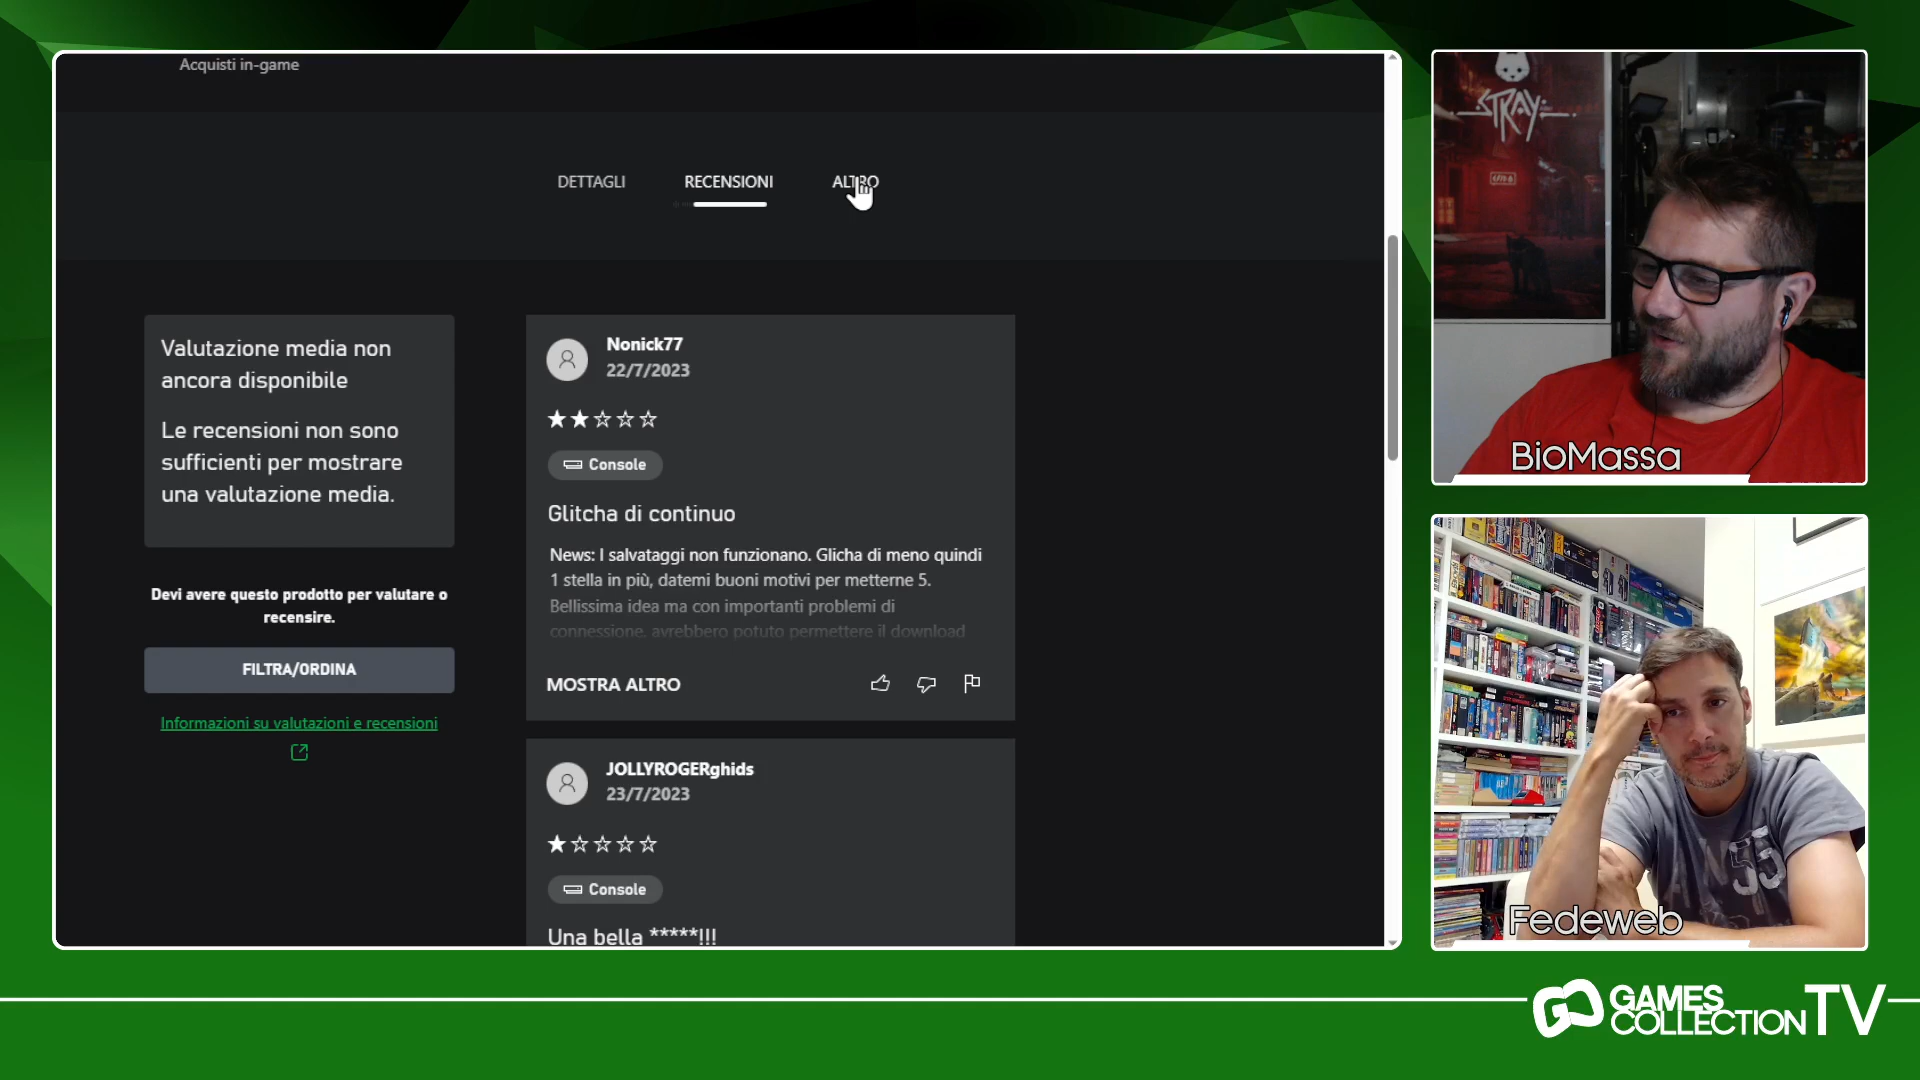 Acquisti in-game
DETTAGLI
RECENSIONI
ALTRO
Valutazione media non
ancora disponibile
Le recensioni non sono
sufficienti per mostrare
una valutazione media.
Devi avere questo prodotto per valutare o
recensire.
FILTRA/ORDINA
Informazioni su valutazioni e recensioni
Nonick77
22/7/2023
Console
Glitcha di continuo
News: I salvataggi non funzionano. Glicha di meno quindi
1 stella in più, datemi buoni motivi per metterne 5.
Bellissima idea ma con importanti problemi di
connessione, avrebbero potuto permettere il download
MOSTRA ALTRO
JOLLYROGERghids
23/7/2023
Console
Una bella *****!!!
STRAY
BioMassa
55
Fedeweb
GAMES
COLLECTION TV